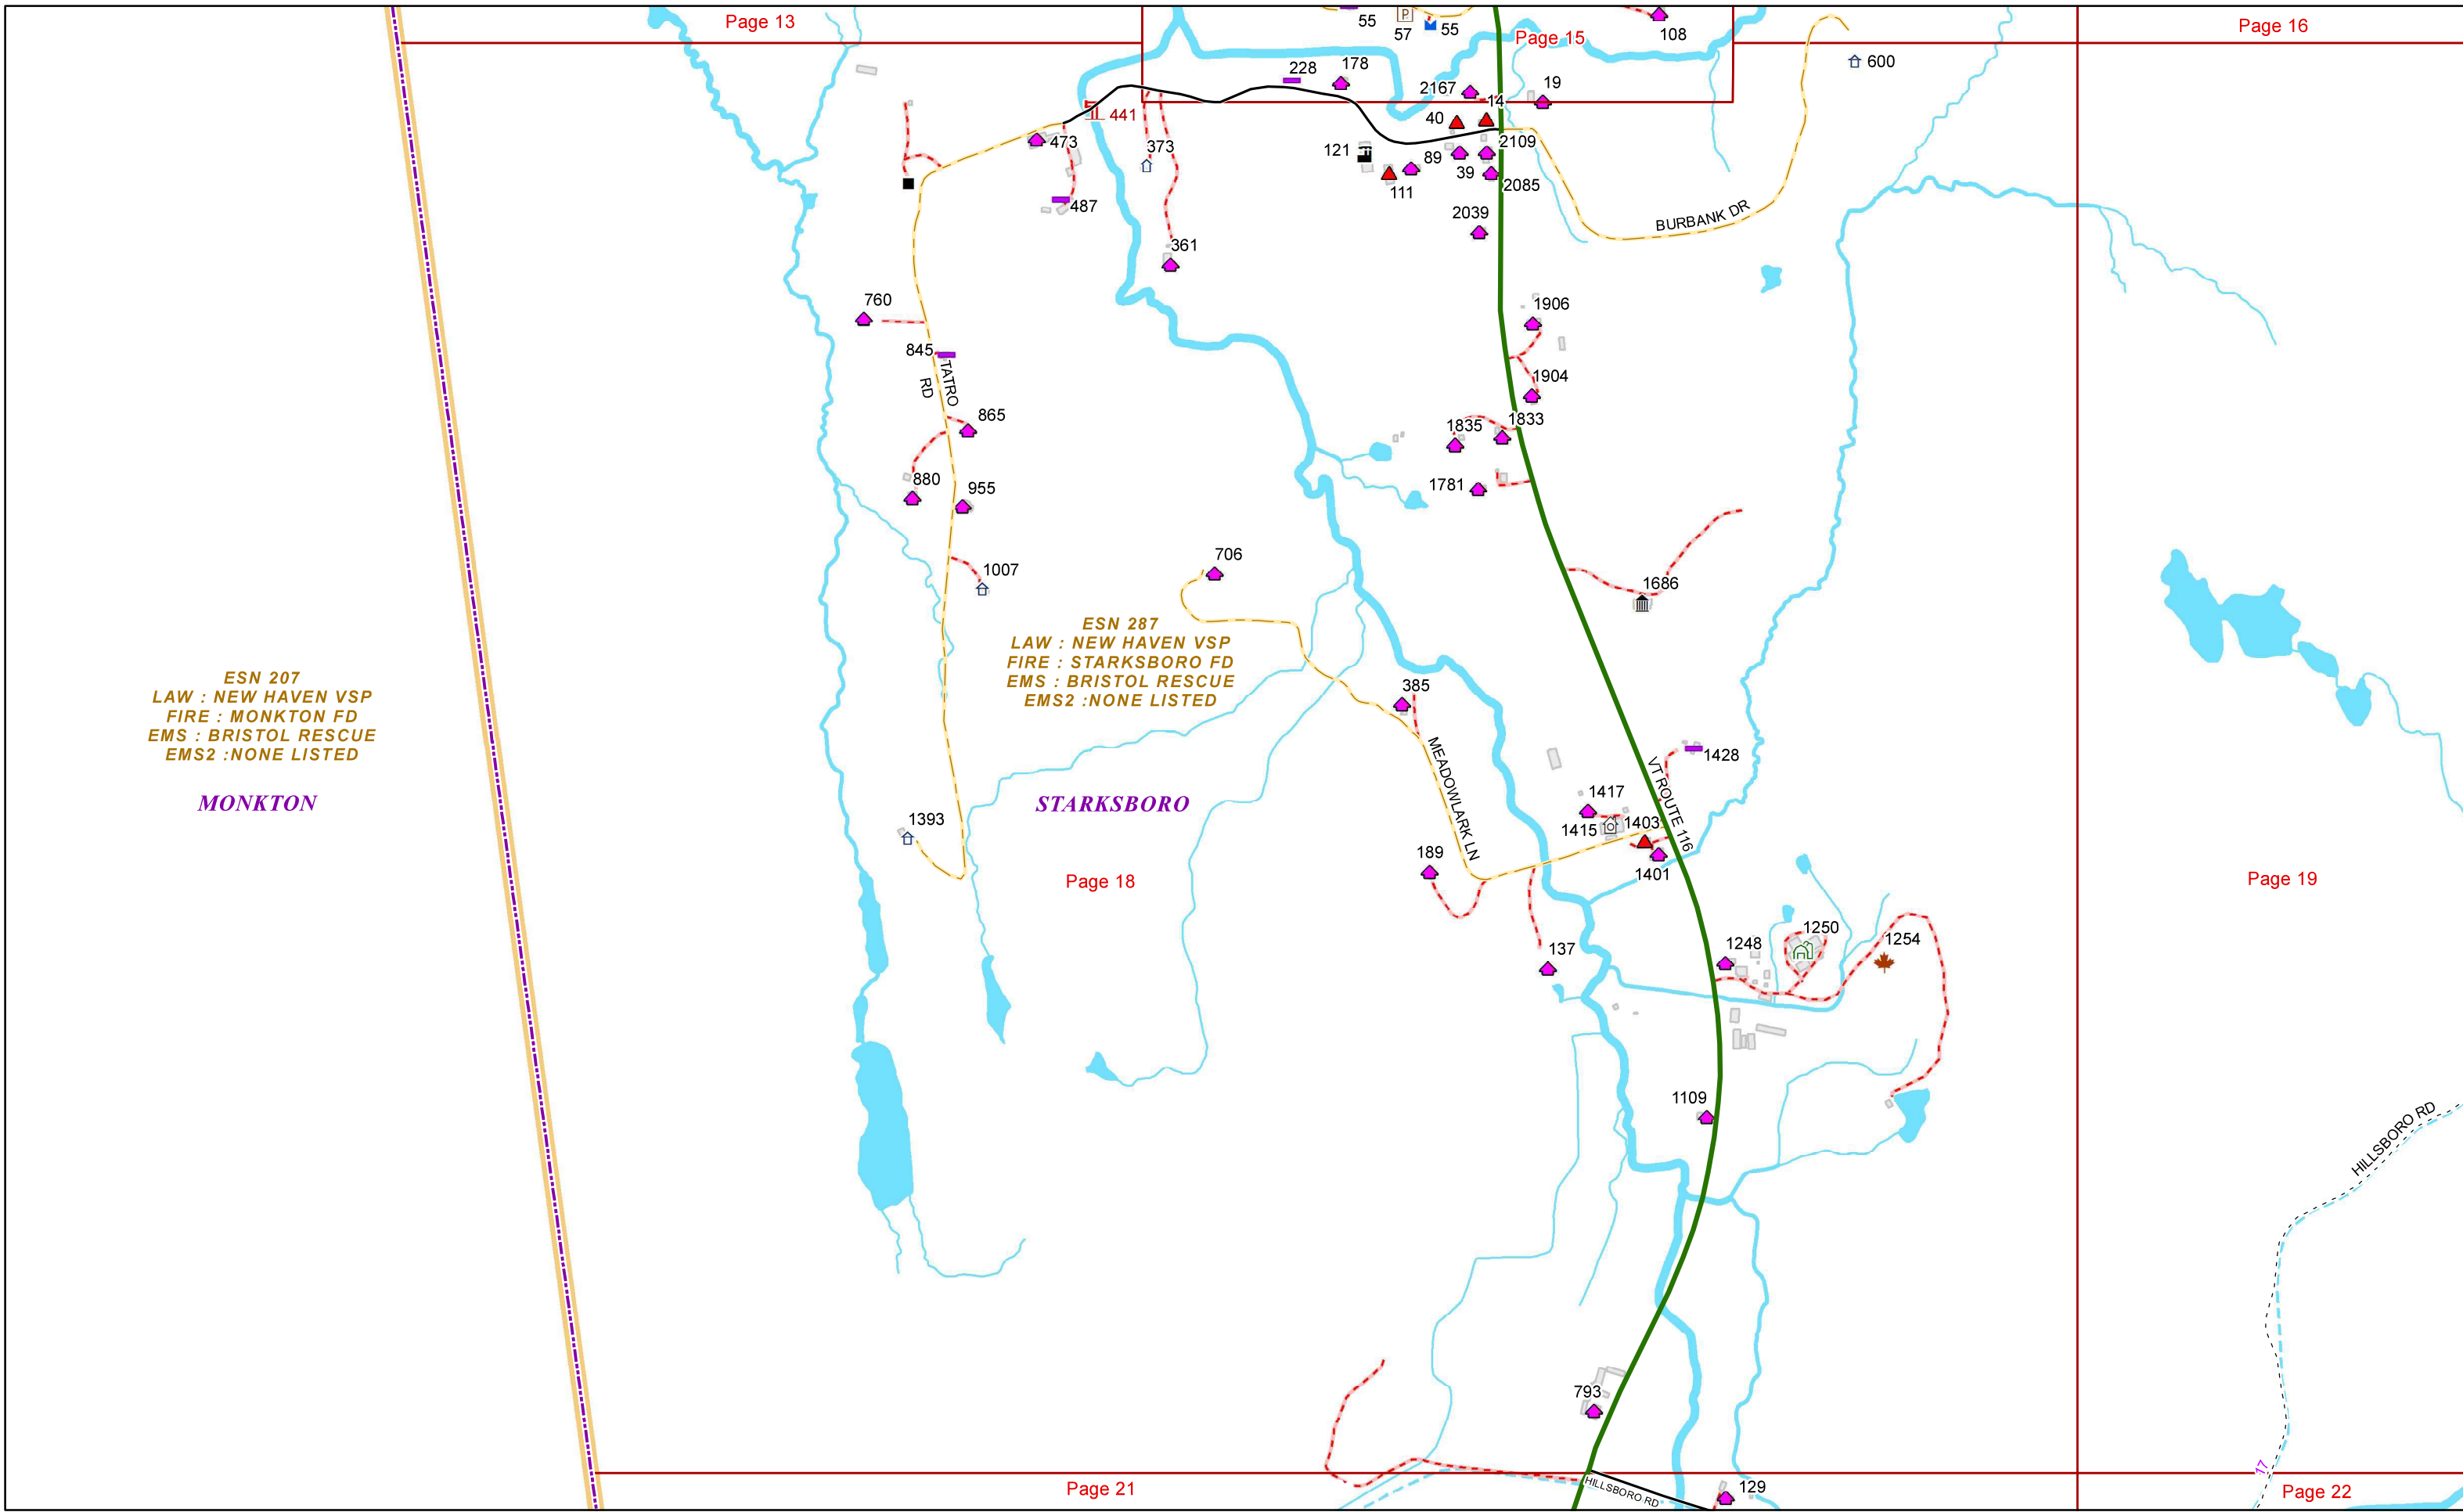 Page 13
55
P
57
55
Page 15
108
Page 16
600
228
178
2167
19
14
441
40
473
373
121
89
2109
39
2085
111
487
2039
BURBANK DR
361
760
1906
845
TATRO
RD
1904
865
1835
1833
880
955
1781
706
1007
1686
ESN 287
LAW : NEW HAVEN VSP
FIRE : STARKSBORO FD
EMS : BRISTOL RESCUE
EMS2 :NONE LISTED
ESN 207
LAW : NEW HAVEN VSP
FIRE : MONKTON FD
EMS : BRISTOL RESCUE
EMS2 :NONE LISTED
385
MEADOWLARK LN
VT ROUTE 116
1428
MONKTON
STARKSBORO
1417
1393
1415
1403
189
1401
Page 18
Page 19
1250
1248
1254
137
1109
HILLSBORO RD
793
17
Page 21
HILLSBORO RD
129
Page 22